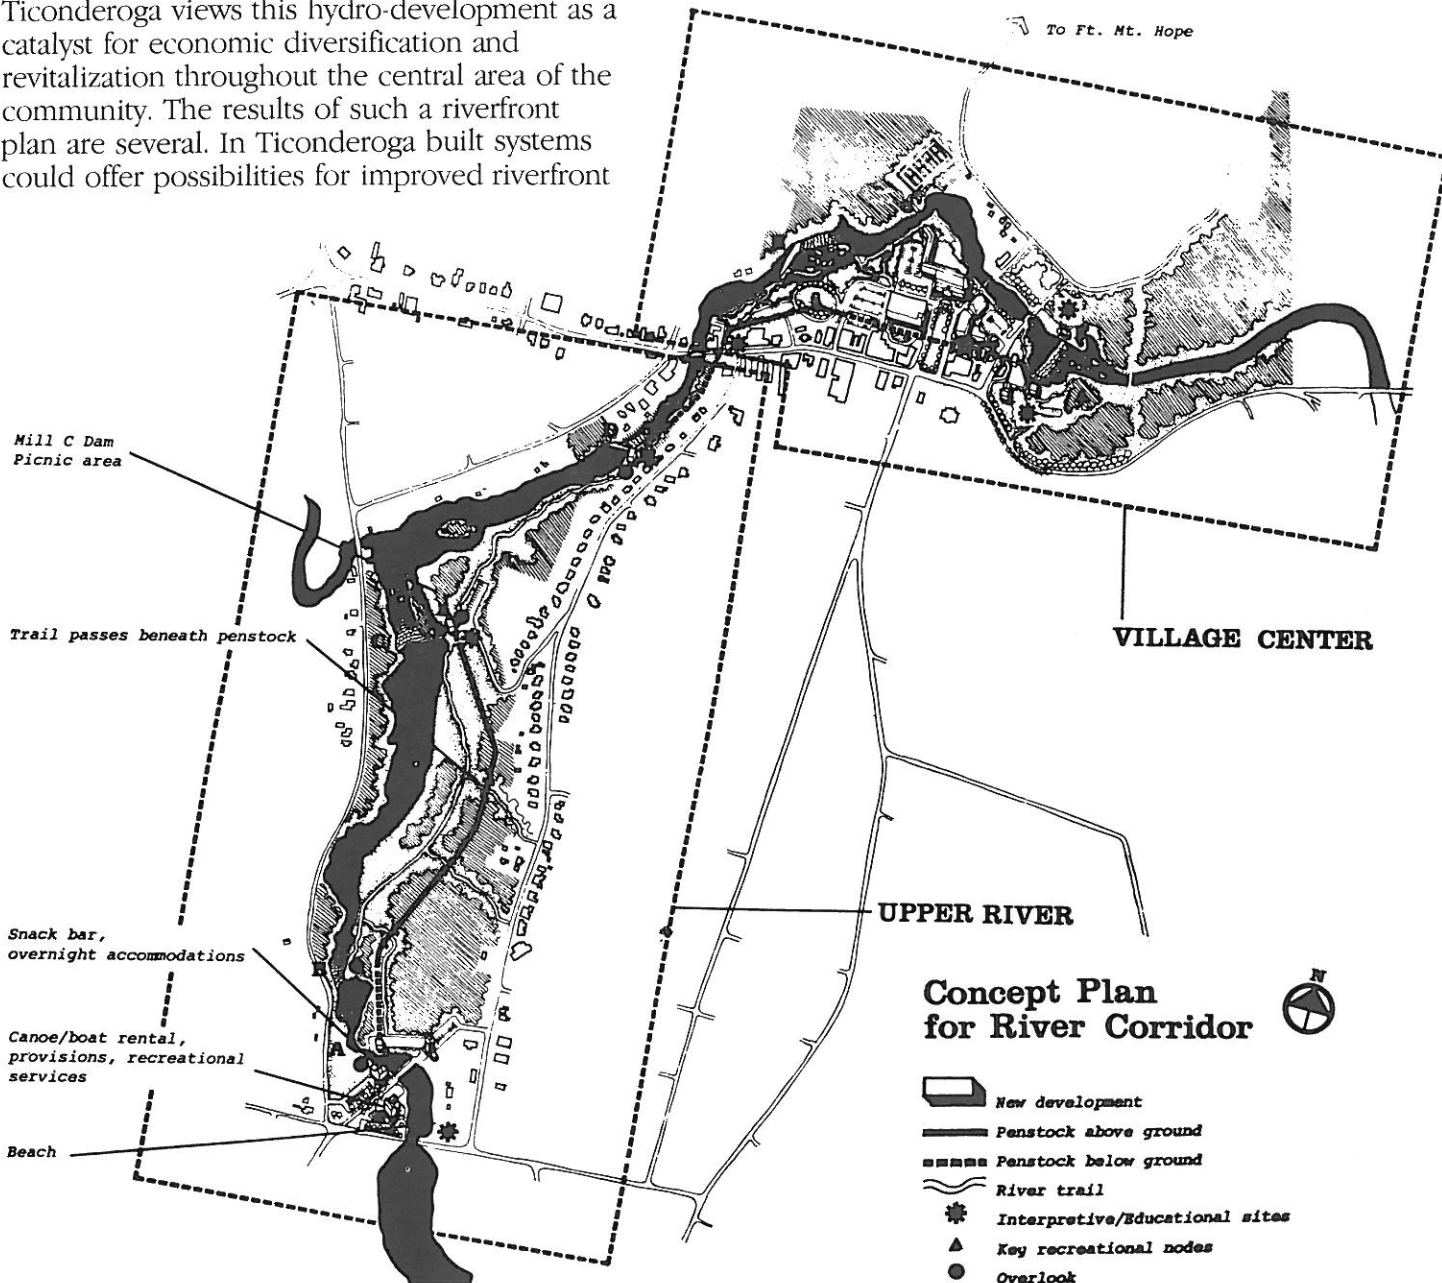 Ticonderoga views this hydro-development as a
catalyst for economic diversification and
revitalization throughout the central area of the
community. The results of such a riverfront
plan are several. In Ticonderoga built systems
could offer possibilities for improved riverfront
To Ft. Mt. Hope
Mill C Dam
Picnic area
Trail passes beneath penstock
VILLAGE CENTER
UPPER RIVER
Snack bar,
overnight accommodations
Canoe/boat rental,
provisions, recreational
services
A
Beach
Concept Plan
for River Corridor
N
New development
Penstock above ground
Penstock below ground
River trail
Interpretive/Educational sites
Key recreational nodes
Overlook